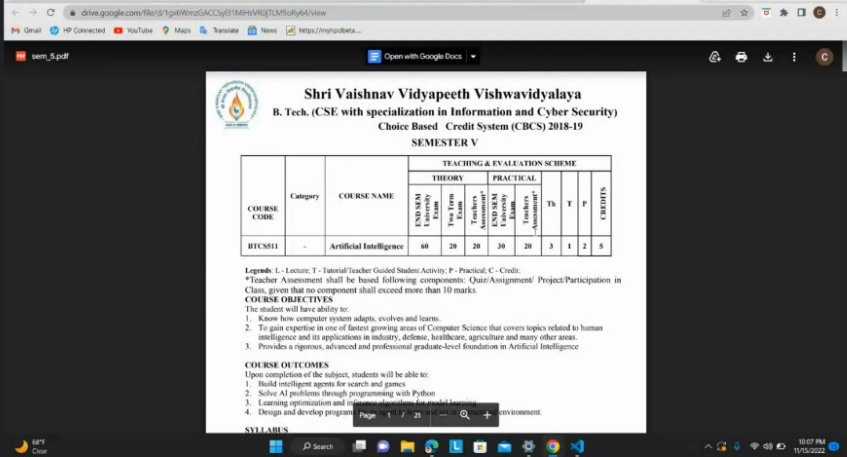 drive.google.com/file/d/1gx6WmzGACCSyl31MiHsVR0JTLM9oRy64/view
Gmail HP Connected YouTube Maps Translate News https://myhpdbeta...
sem_5.pdf
Open with Google Docs
C
Shri Vaishnav Vidyapeeth Vishwavidyalaya
B. Tech. (CSE with specialization in Information and Cyber Security)
Choice Based Credit System (CBCS) 2018-19
SEMESTER V
TEACHING & EVALUATION SCHEME
THEORY PRACTICAL
COURSE CODE Category COURSE NAME END SEM University Exam Two Term Exam Teachers Assessment* END SEM University Exam Teachers Assessment* Th T P CREDITS
BTCS511 - Artificial Intelligence 60 20 20 30 20 3 1 2 5
Legends: L - Lecture; T - Tutorial/Teacher Guided Student Activity; P - Practical; C - Credit;
*Teacher Assessment shall be based following components: Quiz/Assignment/ Project/Participation in
Class, given that no component shall exceed more than 10 marks.
COURSE OBJECTIVES
The student will have ability to:
1. Know how computer system adapts, evolves and learns.
2. To gain expertise in one of fastest growing areas of Computer Science that covers topics related to human
intelligence and its applications in industry, defense, healthcare, agriculture and many other areas.
3. Provides a rigorous, advanced and professional graduate-level foundation in Artificial Intelligence
COURSE OUTCOMES
Upon completion of the subject, students will be able to:
1. Build intelligent agents for search and games
2. Solve AI problems through programming with Python
3. Learning optimization and inference algorithms for model learning
4. Design and develop programs environment.
Page 1 / 21
SYLLABUS
68°F
Clear
Search
10:07 PM
11/15/2022